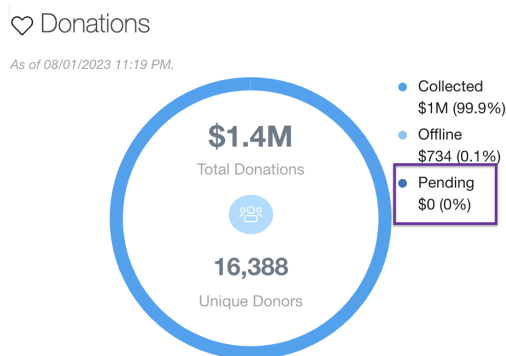 Donations
As of 08/01/2023 11:19 PM.
$1.4M
Total Donations
16,388
Unique Donors
Collected
$1M (99.9%)
Offline
$734 (0.1%)
Pending
$0 (0%)